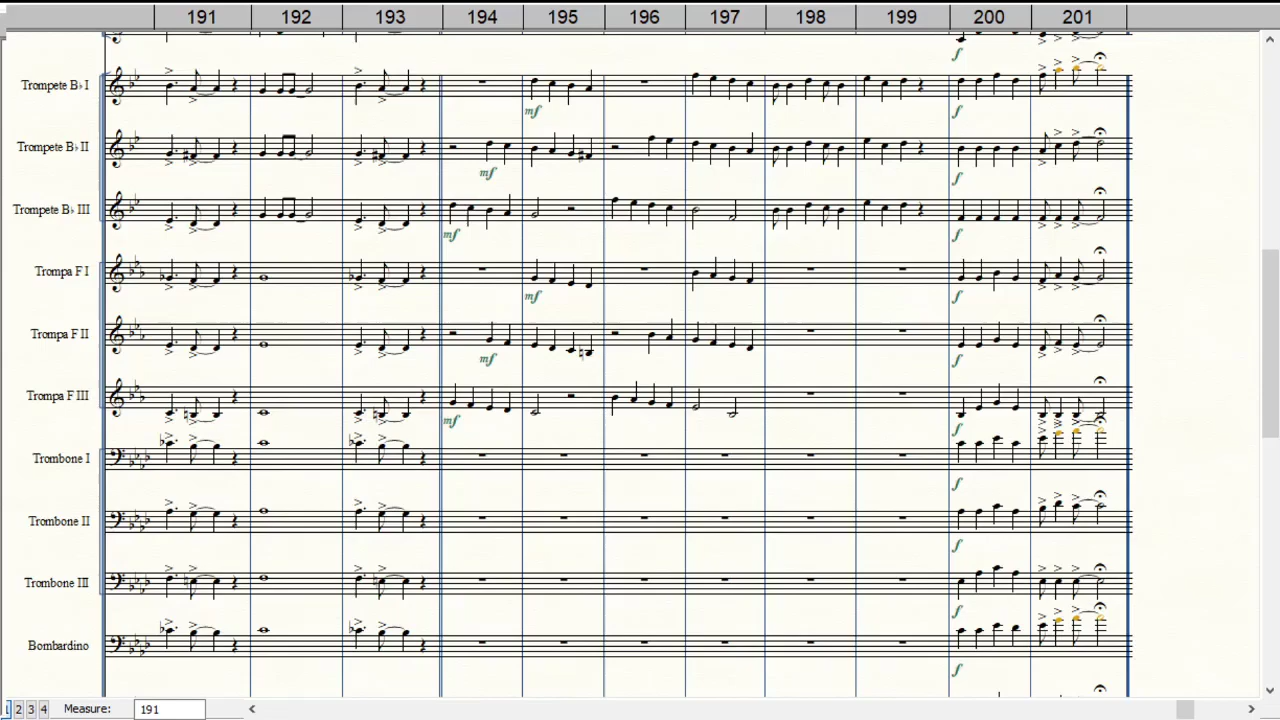 191 192 193 194 195 196 197 198 199 200 201
f
Trompete B♭ I
mf f
Trompete B♭ II
mf f
Trompete B♭ III
mf f
Trompa F I
mf f
Trompa F II
mf f
Trompa F III
mf f
Trombone I
f
Trombone II
f
Trombone III
f
Bombardino
f
1 2 3 4 Measure: 191